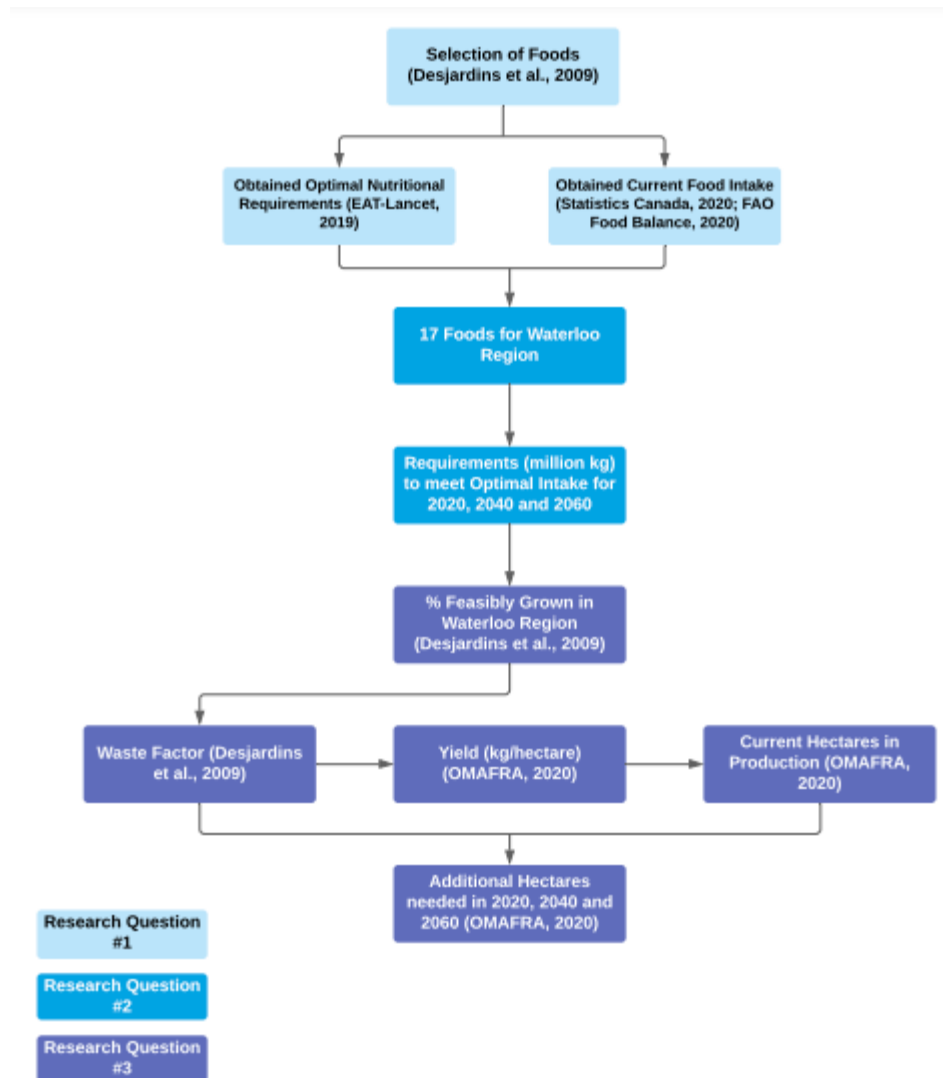 Selection of Foods
(Desjardins et al., 2009)
Obtained Optimal Nutritional
Requirements (EAT-Lancet,
2019)
Obtained Current Food Intake
(Statistics Canada, 2020; FAO
Food Balance, 2020)
17 Foods for Waterloo
Region
Requirements (million kg)
to meet Optimal Intake for
2020, 2040 and 2060
% Feasibly Grown in
Waterloo Region
(Desjardins et al., 2009)
Waste Factor (Desjardins
et al., 2009)
Yield (kg/hectare)
(OMAFRA, 2020)
Current Hectares in
Production (OMAFRA,
2020)
Additional Hectares
needed in 2020, 2040 and
2060 (OMAFRA, 2020)
Research Question
#1
Research Question
#2
Research Question
#3